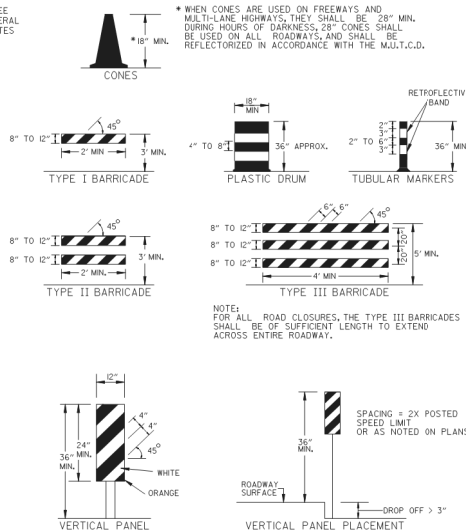 ERAL
* WHEN CONES ARE USED ON FREEWAYS AND
MULTI-LANE HIGHWAYS, THEY SHALL BE 28" MIN.
DURING HOURS OF DARKNESS, 28" CONES SHALL
BE USED ON ALL ROADWAYS, AND SHALL BE
REFLECTORIZED IN ACCORDANCE WITH THE M.U.T.C.D.
*18" MIN.
CONES
8" TO 12"
45°
2' MIN.
3' MIN.
TYPE I BARRICADE
18"
MIN
4" TO 8"
36" APPROX.
PLASTIC DRUM
RETROFLECTIV
BAND
2"
3"
2" TO 6"
3"
36" MIN
TUBULAR MARKERS
8" TO 12"
8" TO 12"
45°
2' MIN.
3' MIN.
TYPE II BARRICADE
6" 6"
45°
8" TO 12"
8" TO 12"
8" TO 12"
20"
20"
5' MIN.
4' MIN
TYPE III BARRICADE
NOTE:
FOR ALL ROAD CLOSURES, THE TYPE III BARRICADES
SHALL BE OF SUFFICIENT LENGTH TO EXTEND
ACROSS ENTIRE ROADWAY.
12"
4"
4"
45°
24"
MIN.
36"
MIN.
WHITE
ORANGE
VERTICAL PANEL
36"
MIN.
SPACING = 2X POSTED
SPEED LIMIT
OR AS NOTED ON PLANS
ROADWAY
SURFACE
DROP OFF > 3"
VERTICAL PANEL PLACEMENT